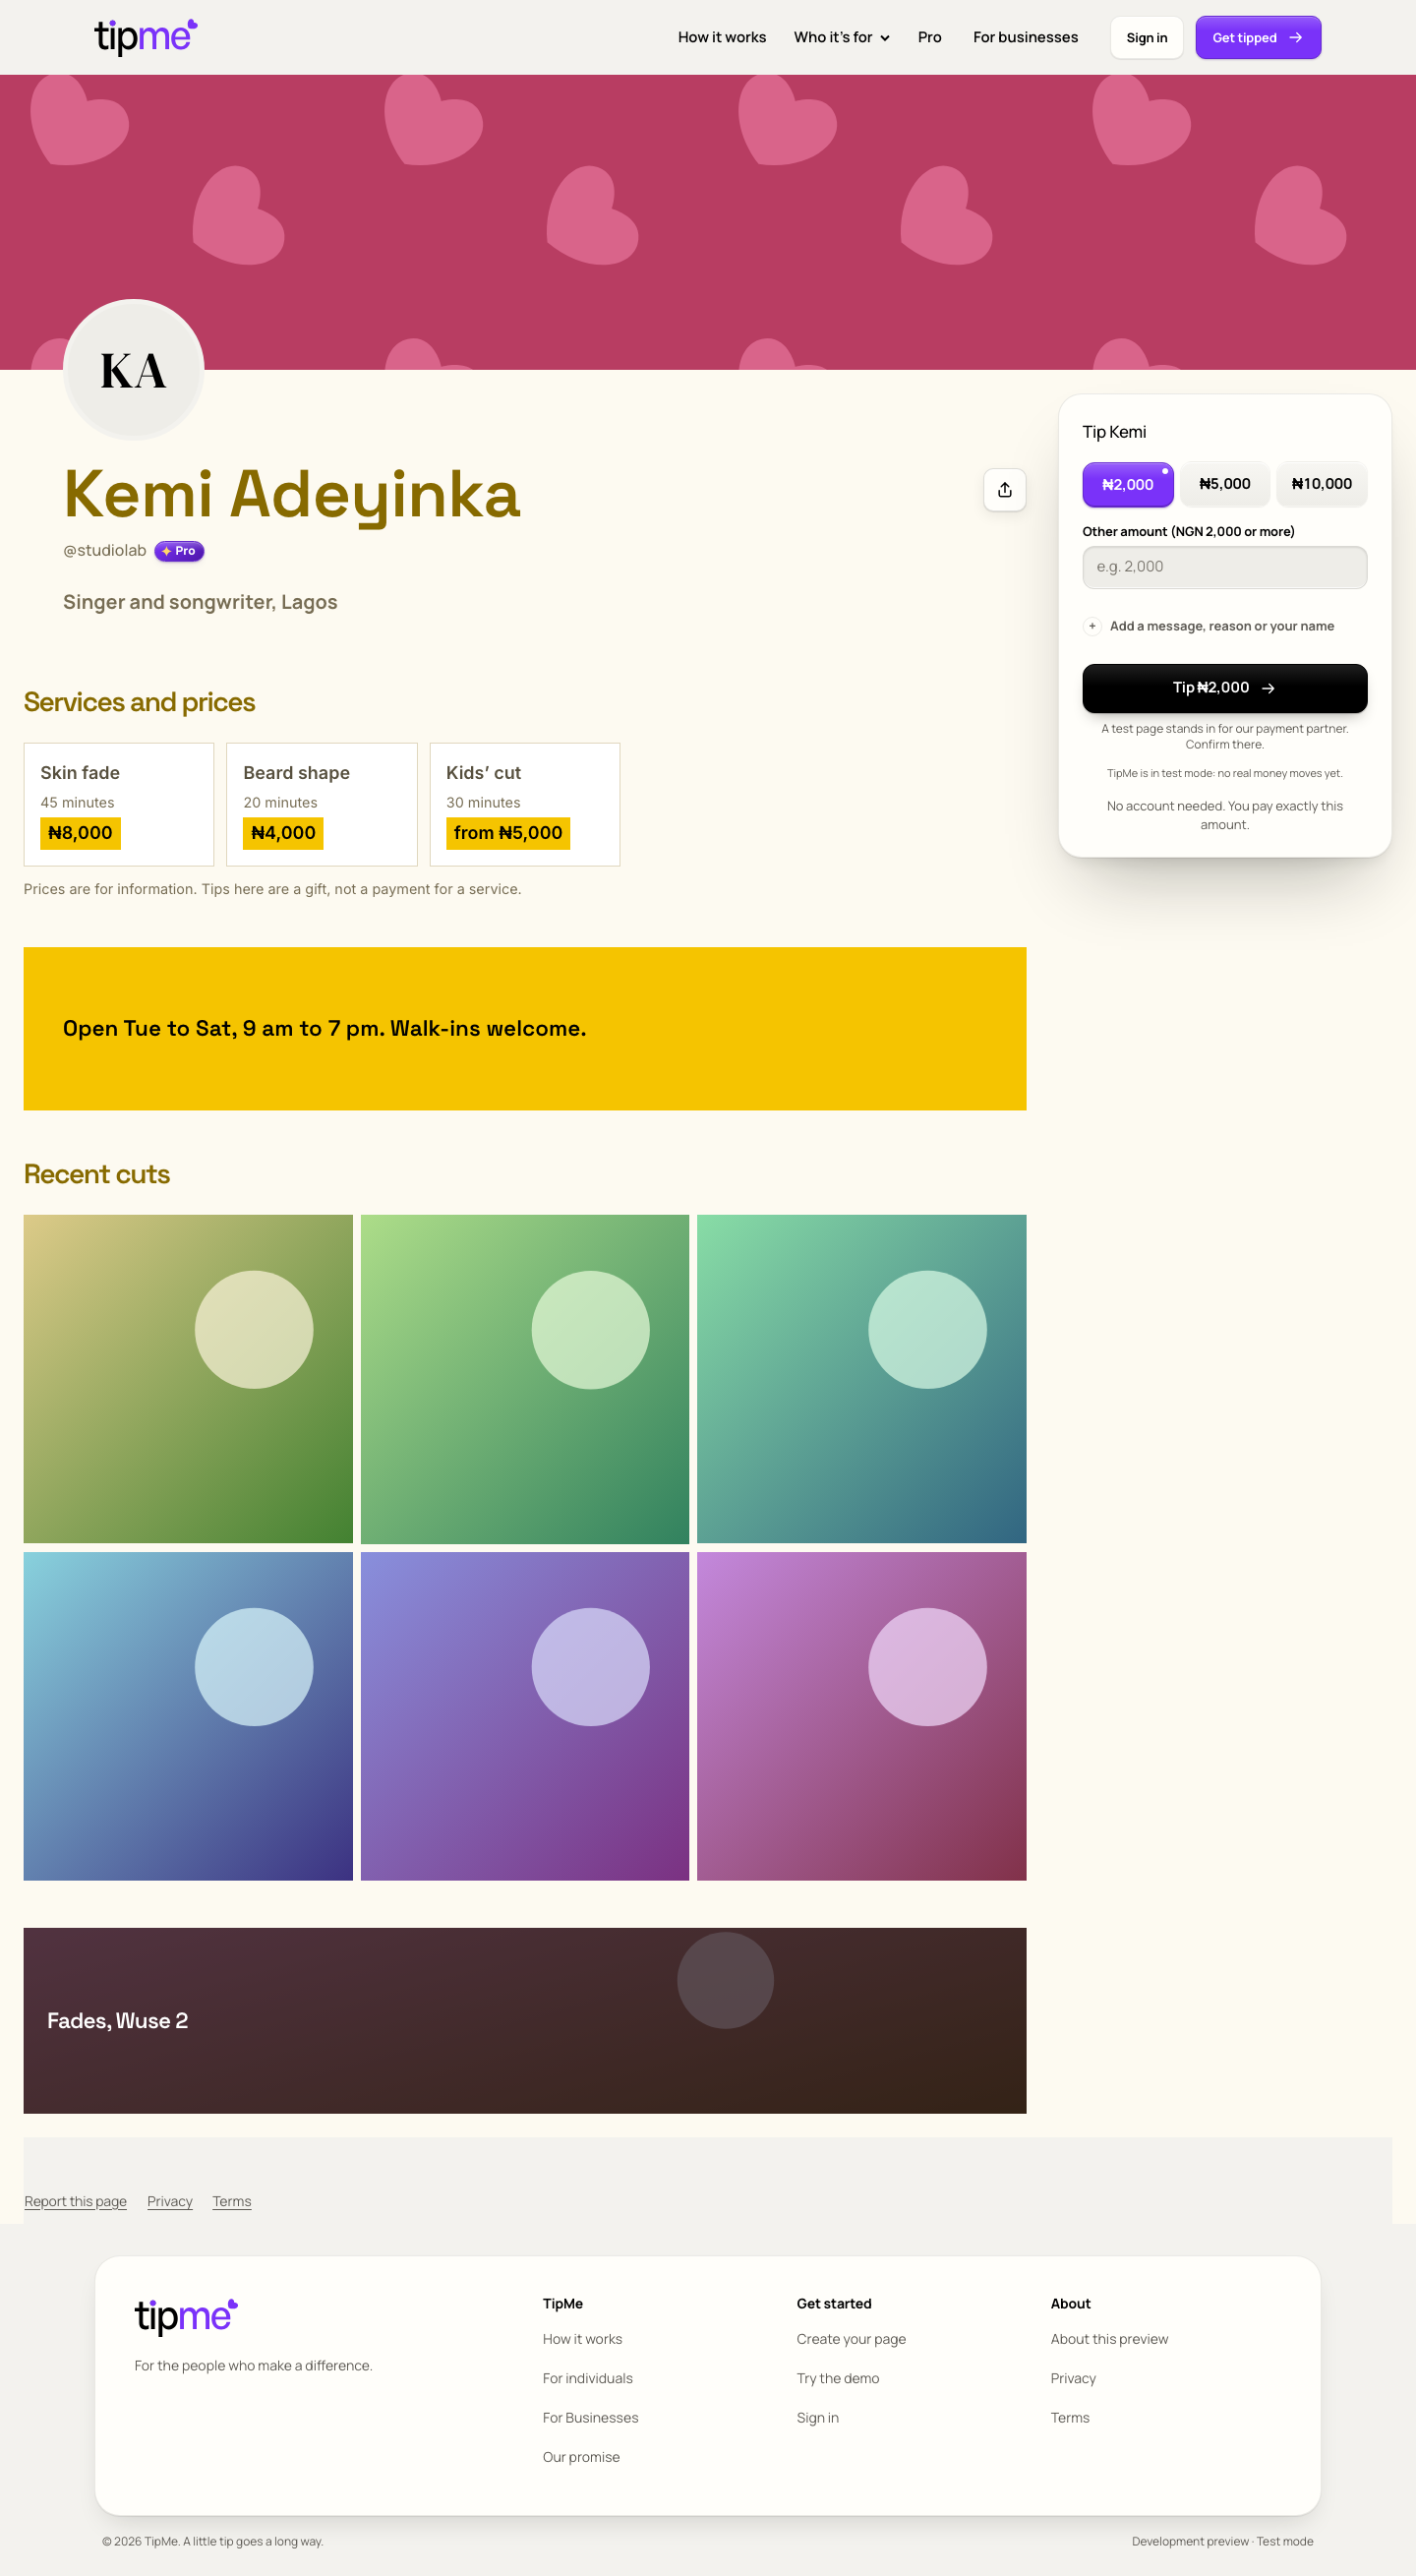 tipme
How it works
Who it's for
Pro
For businesses
Sign in
Get tipped
KA
Kemi Adeyinka
@studiolab
Pro
Singer and songwriter, Lagos
Tip Kemi
₦2,000
₦5,000
₦10,000
Other amount (NGN 2,000 or more)
e.g. 2,000
+ Add a message, reason or your name
Tip ₦2,000
A test page stands in for our payment partner.
Confirm there.
TipMe is in test mode: no real money moves yet.
No account needed. You pay exactly this
amount.
Services and prices
Skin fade
45 minutes
₦8,000
Beard shape
20 minutes
₦4,000
Kids’ cut
30 minutes
from ₦5,000
Prices are for information. Tips here are a gift, not a payment for a service.
Open Tue to Sat, 9 am to 7 pm. Walk-ins welcome.
Recent cuts
Fades, Wuse 2
Report this page
Privacy
Terms
tipme
For the people who make a difference.
TipMe
How it works
For individuals
For Businesses
Our promise
Get started
Create your page
Try the demo
Sign in
About
About this preview
Privacy
Terms
© 2026 TipMe. A little tip goes a long way.
Development preview · Test mode